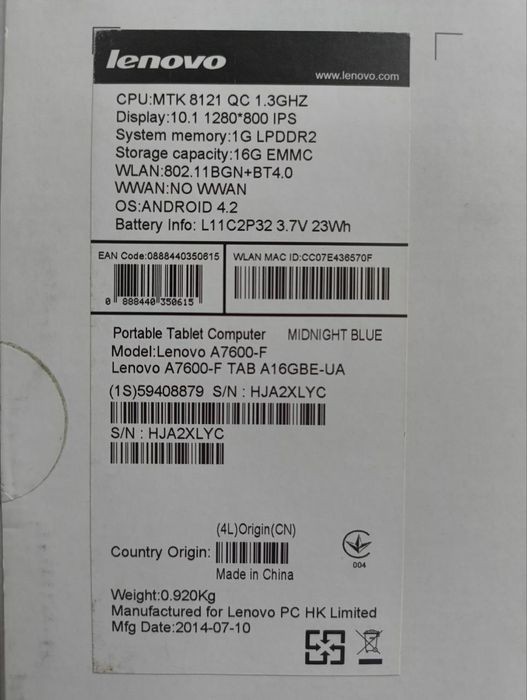 lenovo
www.lenovo.com
CPU:MTK 8121 QC 1.3GHZ
Display:10.1 1280*800 IPS
System memory:1G LPDDR2
Storage capacity:16G EMMC
WLAN:802.11BGN+BT4.0
WWAN:NO WWAN
OS:ANDROID 4.2
Battery Info: L11C2P32 3.7V 23Wh
EAN Code:0888440350615
0 888440 350615
WLAN MAC ID:CC07E436570F
Portable Tablet Computer MIDNIGHT BLUE
Model:Lenovo A7600-F
Lenovo A7600-F TAB A16GBE-UA
(1S)59408879 S/N : HJA2XLYC
S/N : HJA2XLYC
(4L)Origin(CN)
Country Origin:
Made in China
004
Weight:0.920Kg
Manufactured for Lenovo PC HK Limited
Mfg Date:2014-07-10